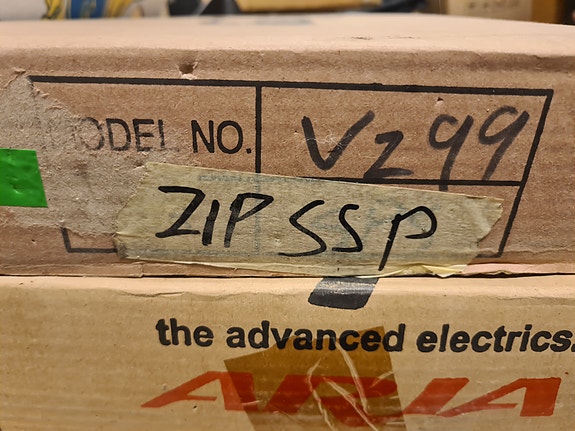 MODEL NO. Vz99
ZIP SSP
the advanced electrics.
ARIA